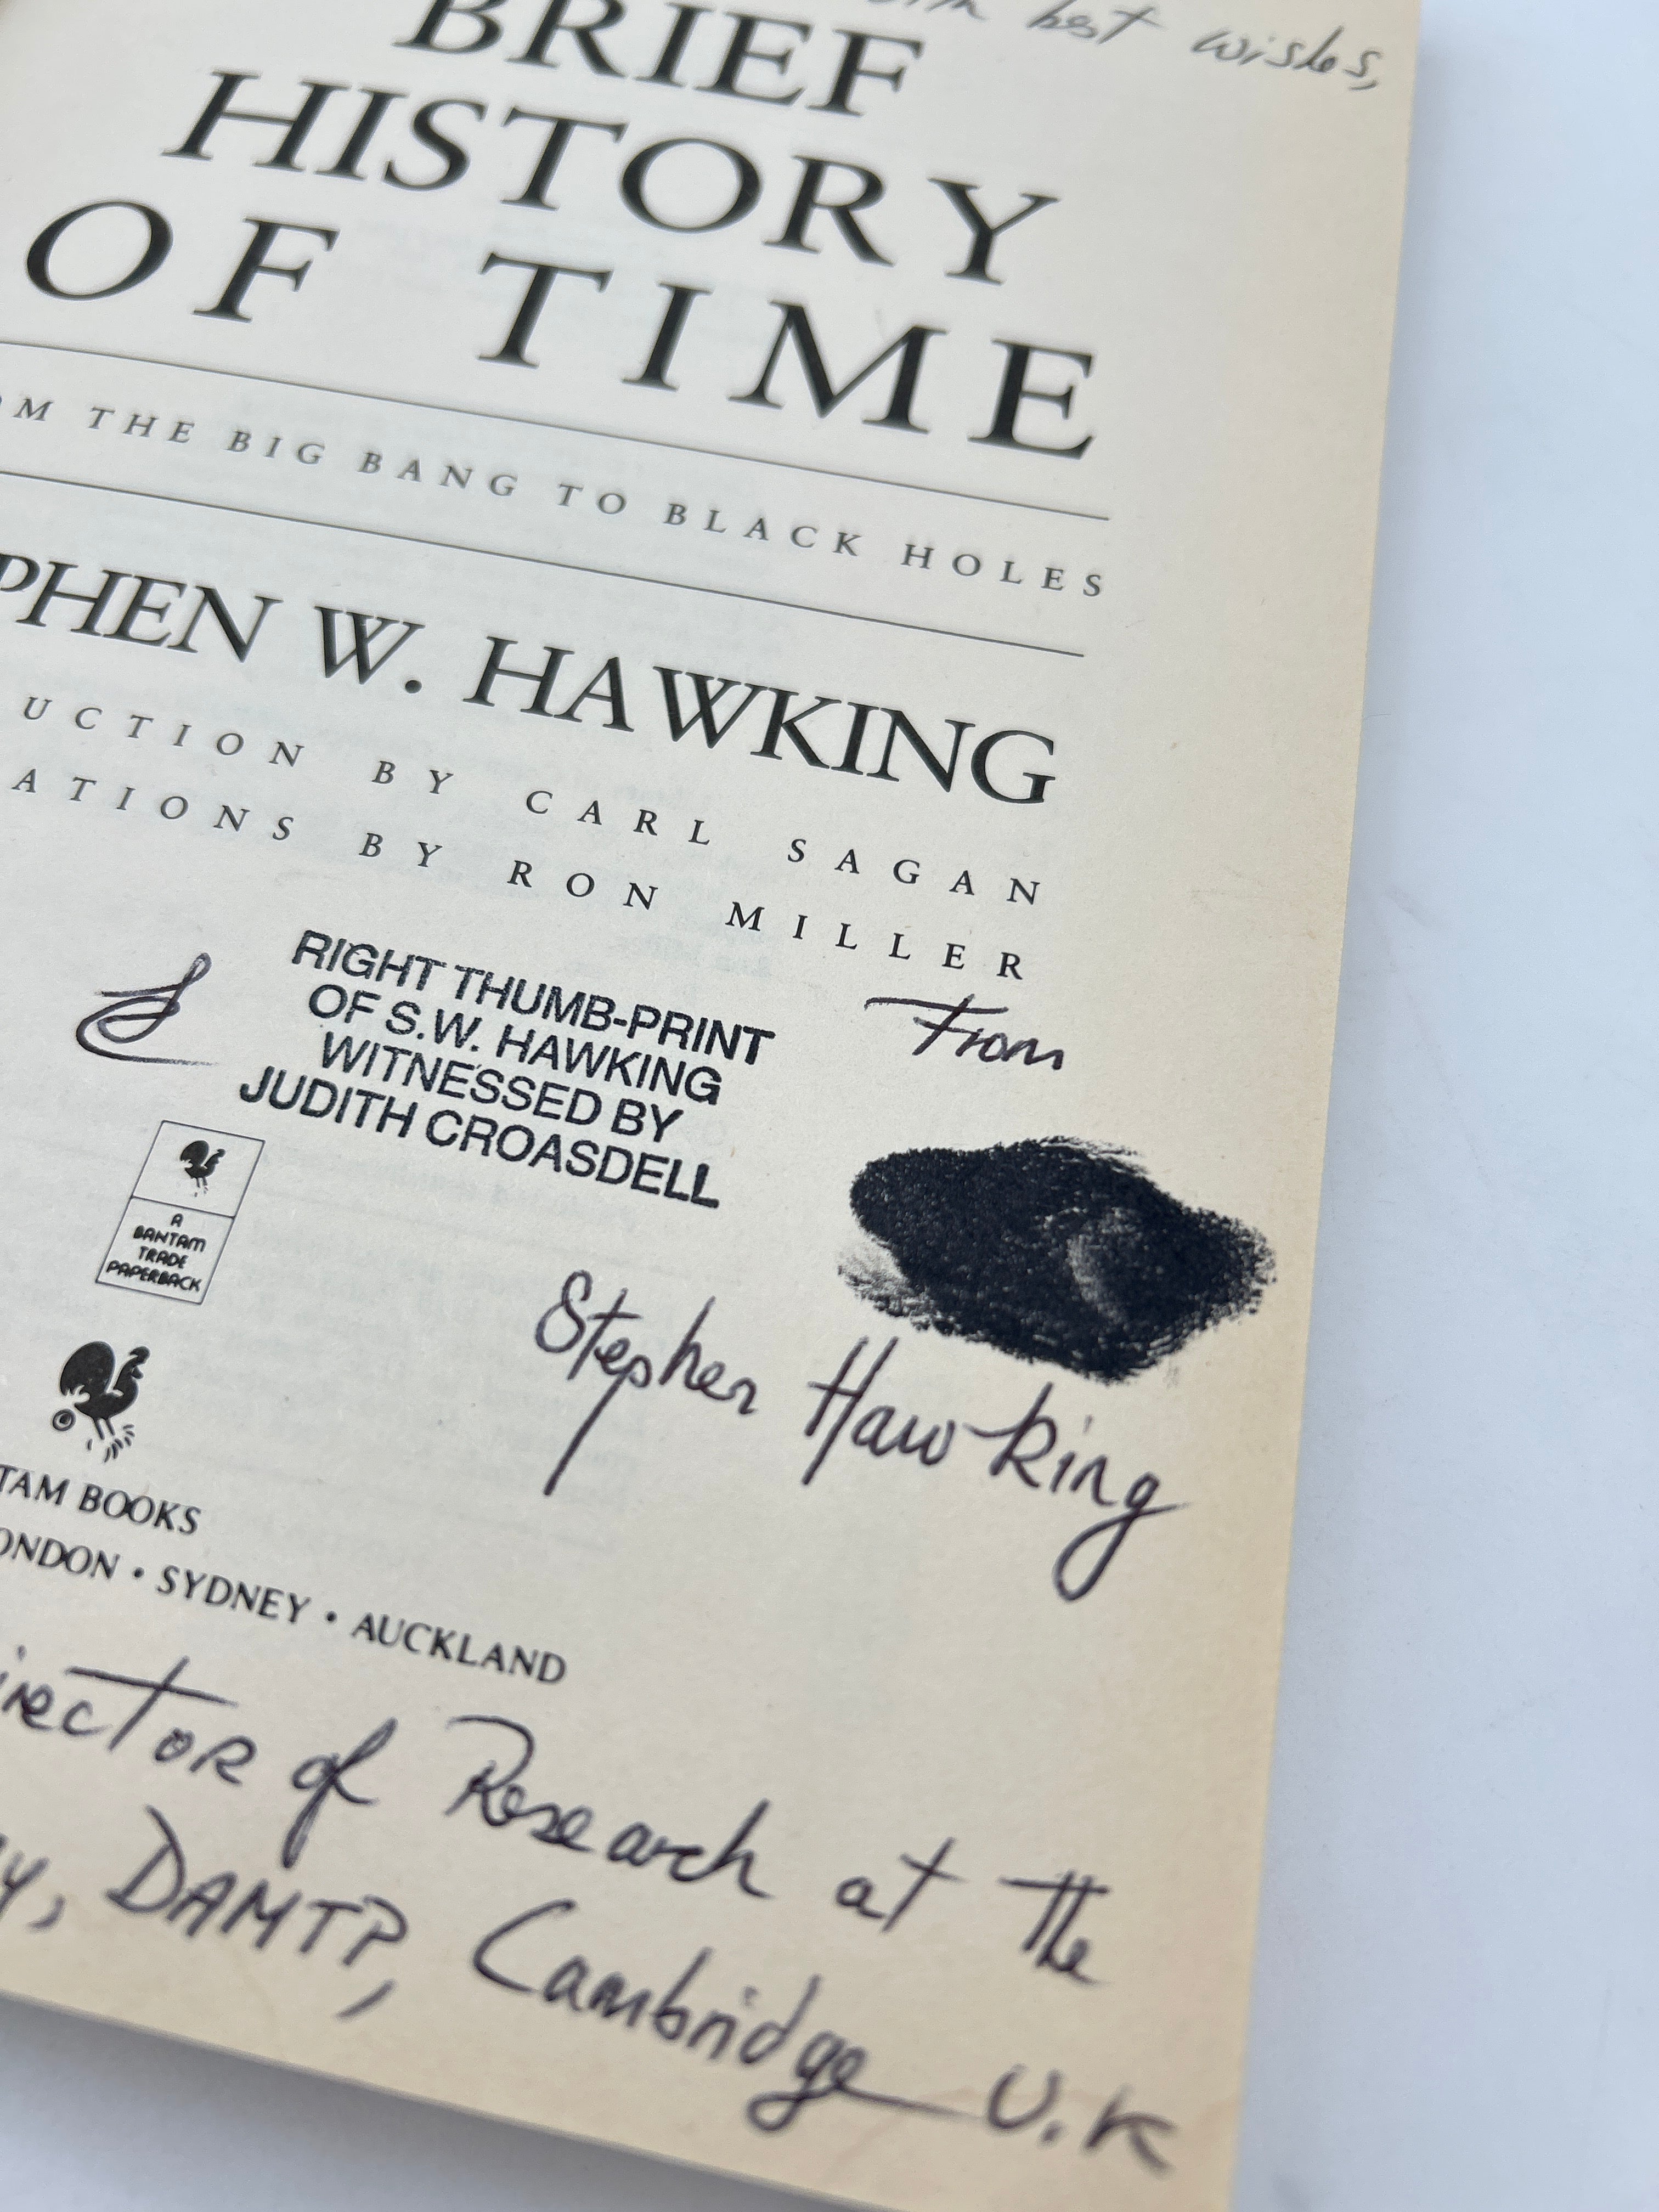 best wishes,
BRIEF
HISTORY
OF TIME
THE BIG BANG TO BLACK HOLES
PHEN W. HAWKING
UCTION BY CARL SAGAN
ATIONS BY RON MILLER
From
RIGHT THUMB-PRINT
OF S.W. HAWKING
WITNESSED BY
JUDITH CROASDELL
A
BANTAM
TRADE
PAPERBACK
Stephen Hawking
TAM BOOKS
ONDON • SYDNEY • AUCKLAND
irector of Research at the
y, DAMTP, Cambridge U.K